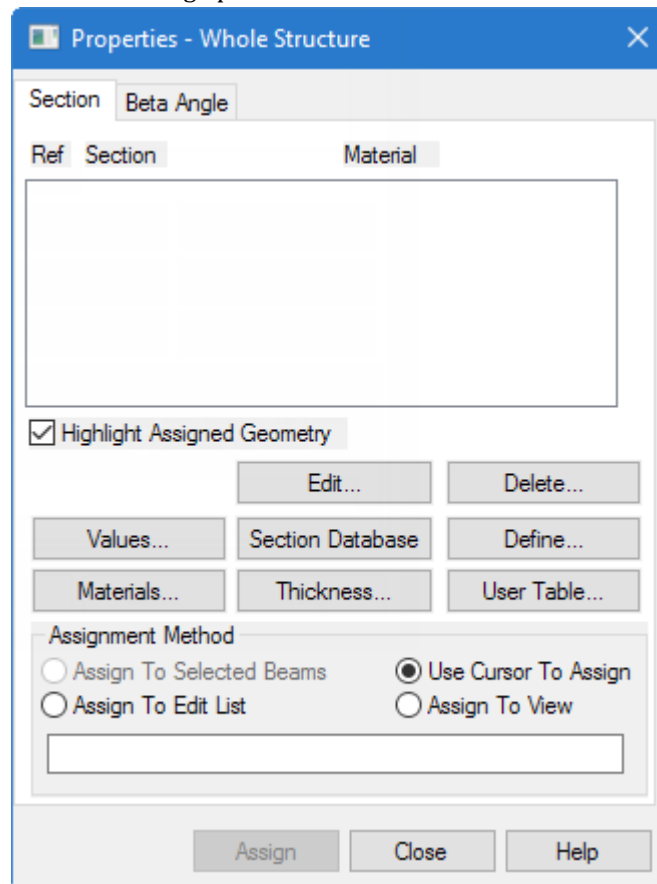 Properties - Whole Structure
Section Beta Angle
Ref Section Material
Highlight Assigned Geometry
Edit... Delete...
Values... Section Database Define...
Materials... Thickness... User Table...
Assignment Method
Assign To Selected Beams Use Cursor To Assign
Assign To Edit List Assign To View
Assign Close Help